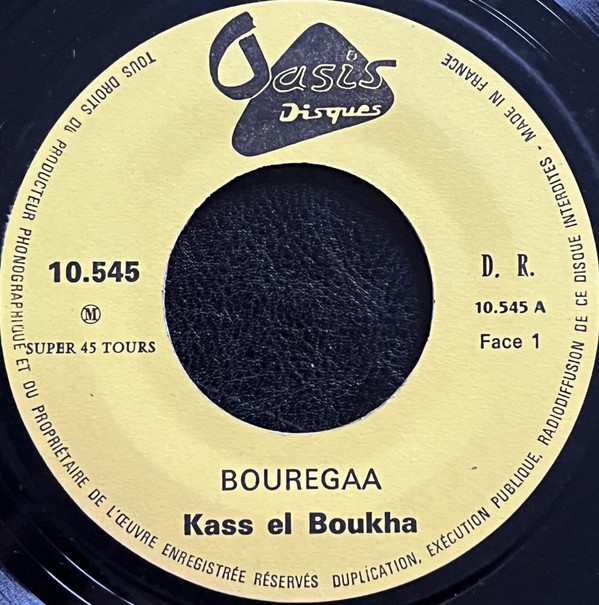 Oasis
Disques
10.545
M
SUPER 45 TOURS
D. R.
10.545 A
Face 1
BOUREGAA
Kass el Boukha
TOUS DROITS DU PRODUCTEUR PHONOGRAPHIQUE ET DU PROPRIÉTAIRE DE L'ŒUVRE ENREGISTRÉE RÉSERVÉS DUPLICATION, EXÉCUTION PUBLIQUE, RADIODIFFUSION DE CE DISQUE INTERDITES - MADE IN FRANCE